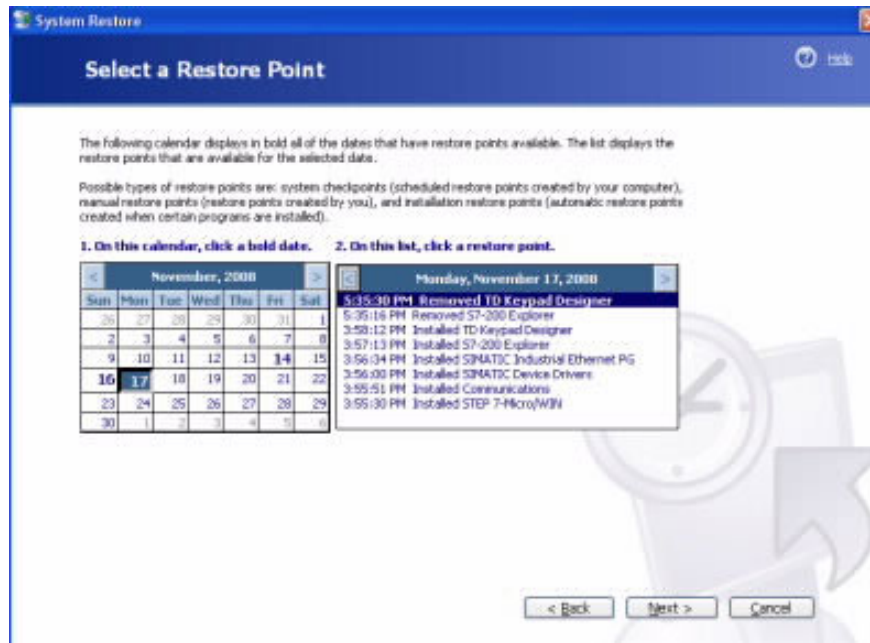 System Restore
Select a Restore Point
Help
The following calendar displays in bold all of the dates that have restore points available. The list displays the
restore points that are available for the selected date.
Possible types of restore points are: system checkpoints (scheduled restore points created by your computer),
manual restore points (restore points created by you), and installation restore points (automatic restore points
created when certain programs are installed).
1. On this calendar, click a bold date.
2. On this list, click a restore point.
< November, 2008 >
Sun Mon Tue Wed Thu Fri Sat
26 27 28 29 30 31 1
2 3 4 5 6 7 8
9 10 11 12 13 14 15
16 17 18 19 20 21 22
23 24 25 26 27 28 29
30 1 2 3 4 5 6
< Monday, November 17, 2008 >
5:35:30 PM Removed TD Keypad Designer
5:35:16 PM Removed S7-200 Explorer
3:58:12 PM Installed TD Keypad Designer
3:57:13 PM Installed S7-200 Explorer
3:56:34 PM Installed SIMATIC Industrial Ethernet PG
3:56:00 PM Installed SIMATIC Device Drivers
3:55:51 PM Installed Communications
3:55:30 PM Installed STEP 7-Micro/WIN
< Back
Next >
Cancel